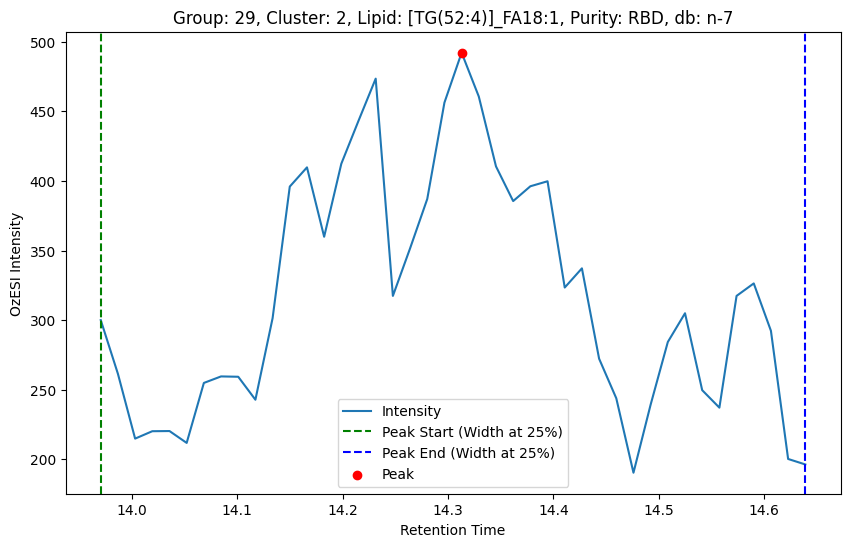 Group: 29, Cluster: 2, Lipid: [TG(52:4)]_FA18:1, Purity: RBD, db: n-7
500
450
400
350
300
250
200
OzESI Intensity
Intensity
Peak Start (Width at 25%)
Peak End (Width at 25%)
Peak
14.0 14.1 14.2 14.3 14.4 14.5 14.6
Retention Time